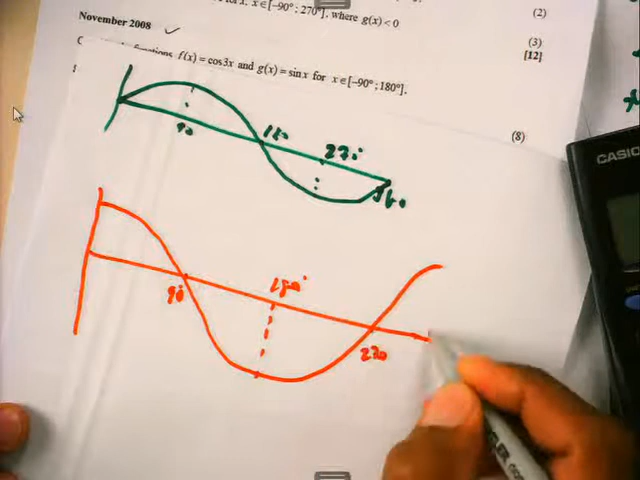 x∈[−90°; 270°], where g(x) < 0
(2)
November 2008
(3)
[12]
functions f(x) = cos3x and g(x) = sinx for x∈[−90°; 180°].
(8)
90
180
270°
360
90
180°
270
CASIO